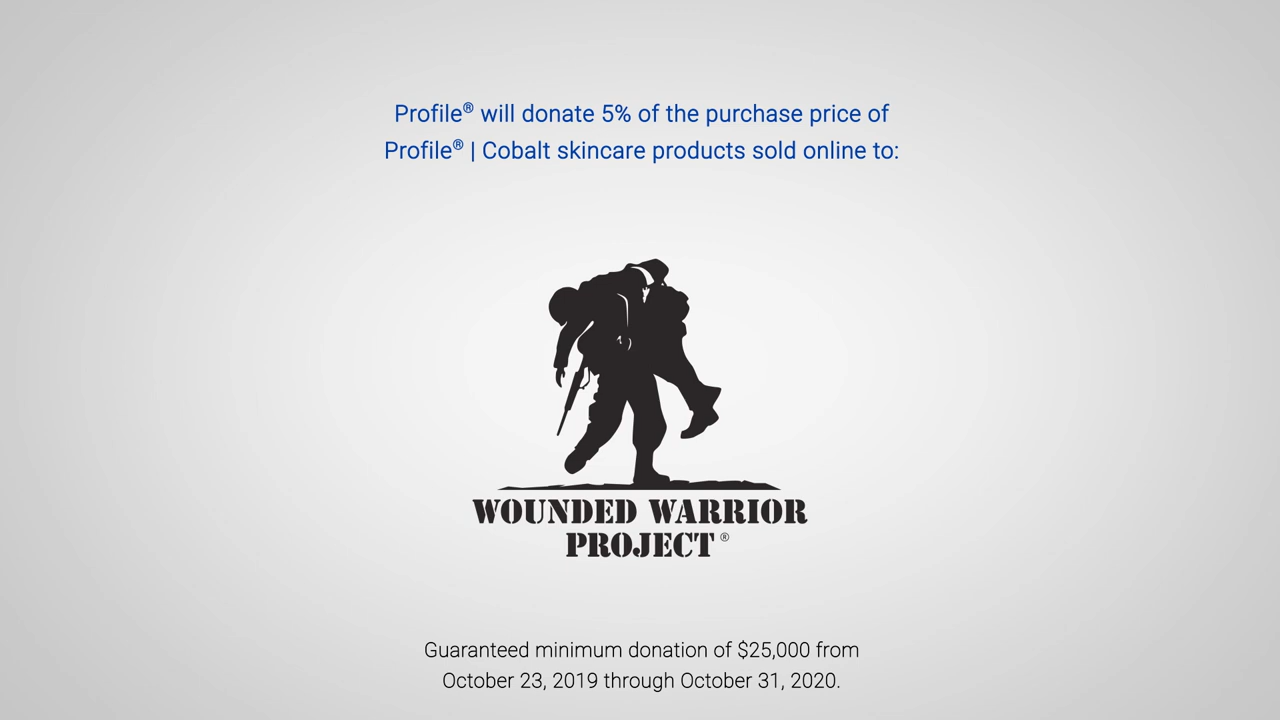 Profile® will donate 5% of the purchase price of
Profile® | Cobalt skincare products sold online to:
WOUNDED WARRIOR
PROJECT®
Guaranteed minimum donation of $25,000 from
October 23, 2019 through October 31, 2020.